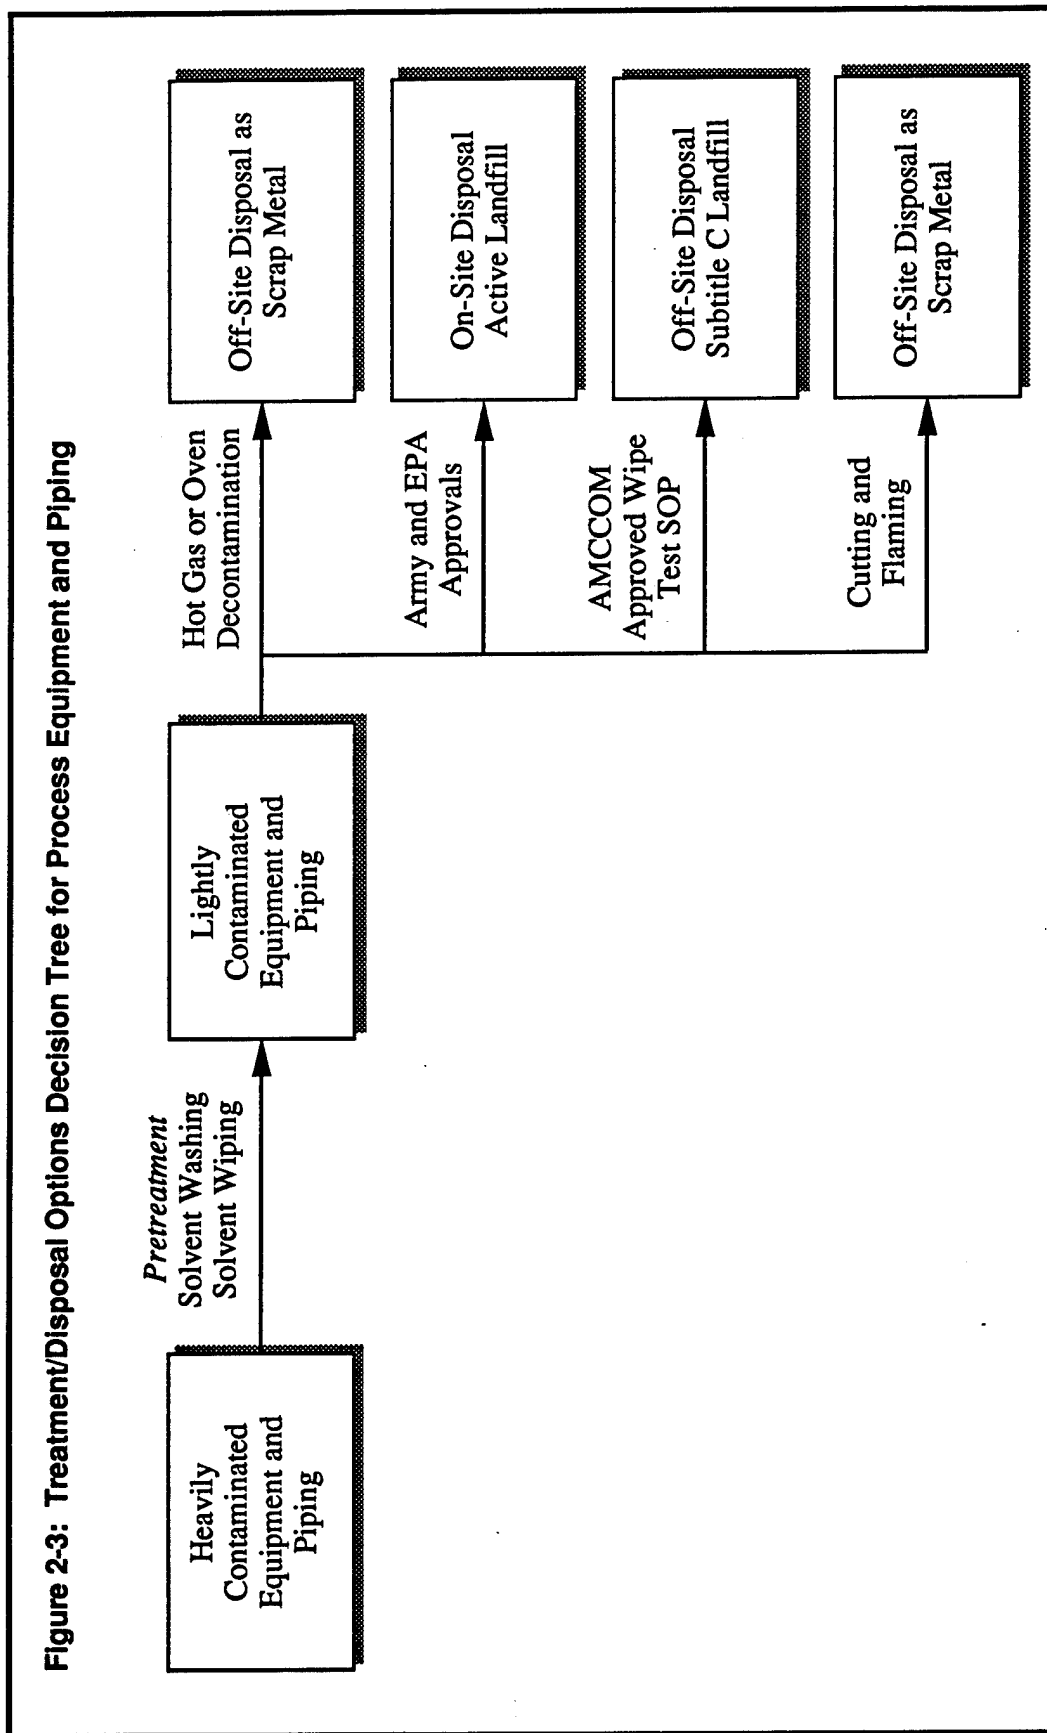 Figure 2-3: Treatment/Disposal Options Decision Tree for Process Equipment and Piping
Heavily
Contaminated
Equipment and
Piping
Pretreatment
Solvent Washing
Solvent Wiping
Lightly
Contaminated
Equipment and
Piping
Hot Gas or Oven
Decontamination
Off-Site Disposal as
Scrap Metal
Army and EPA
Approvals
On-Site Disposal
Active Landfill
AMCCOM
Approved Wipe
Test SOP
Off-Site Disposal
Subtitle C Landfill
Cutting and
Flaming
Off-Site Disposal as
Scrap Metal